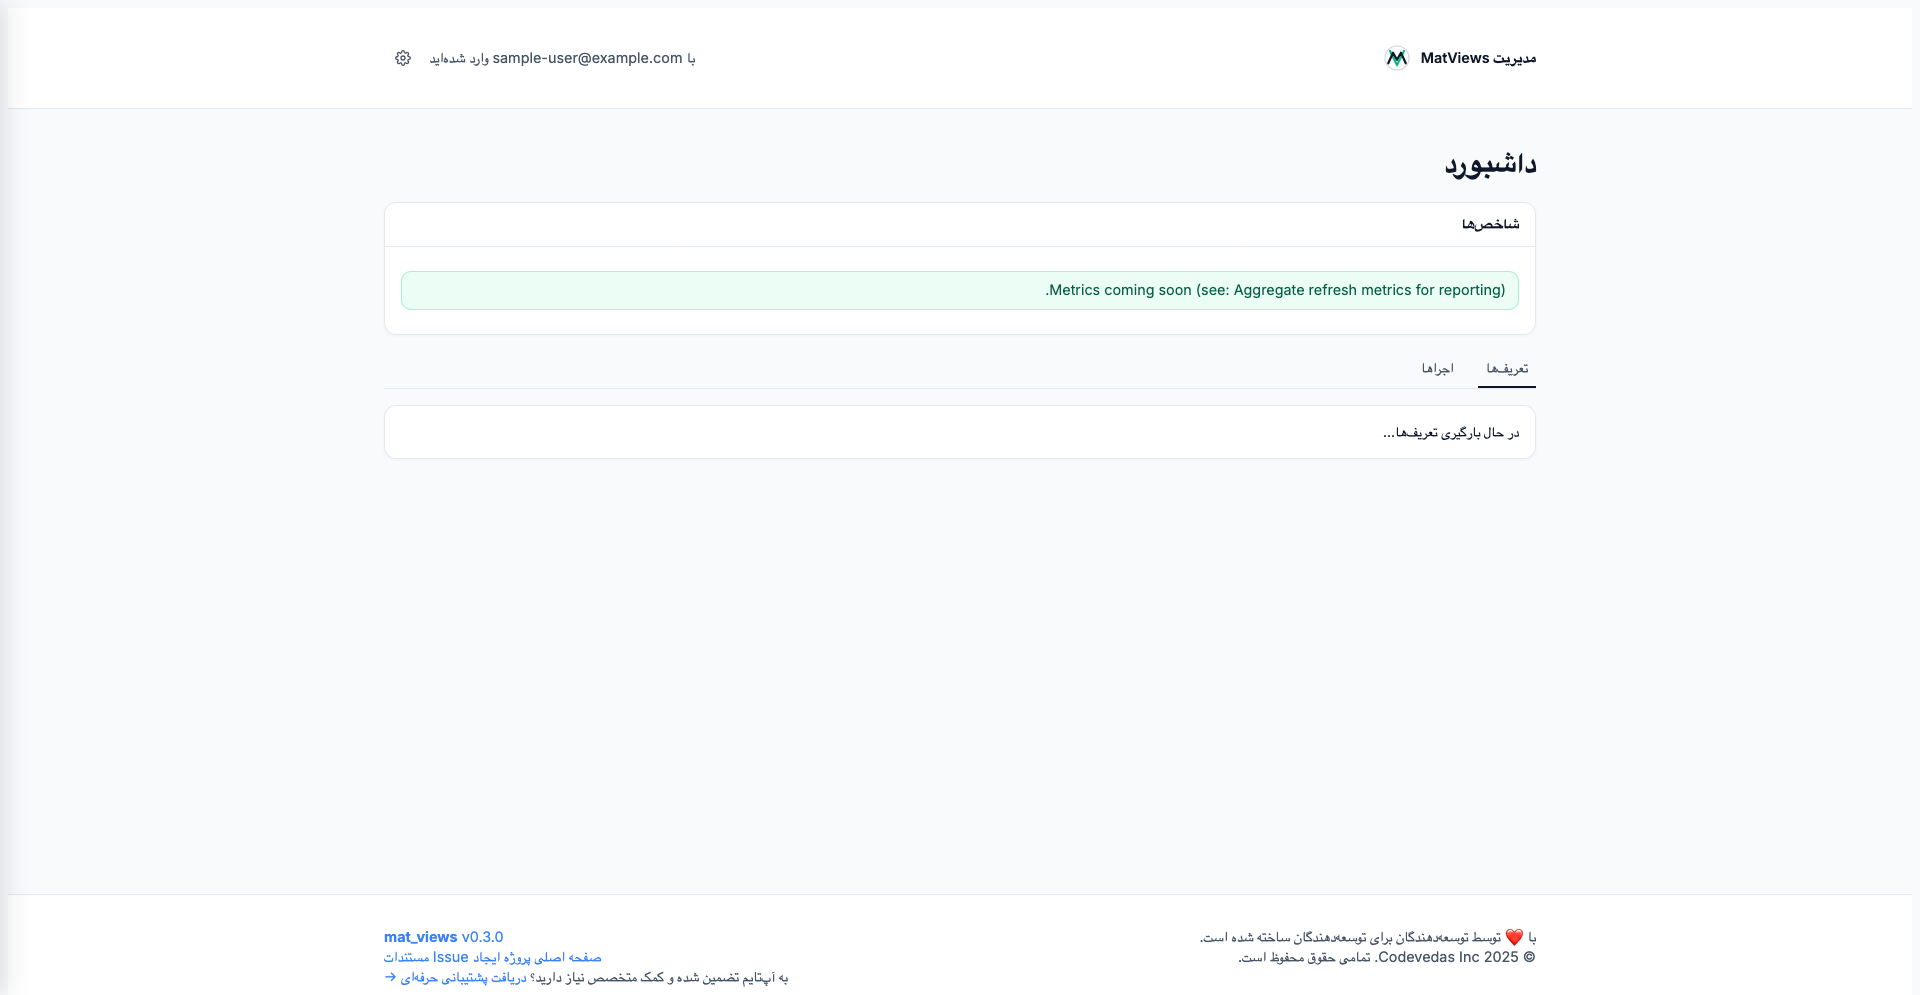 مدیریت MatViews
با sample-user@example.com وارد شده‌اید
داشبورد
شاخص‌ها
Metrics coming soon (see: Aggregate refresh metrics for reporting).
تعریف‌ها
اجراها
در حال بارگیری تعریف‌ها...
با ❤️ توسط توسعه‌دهندگان برای توسعه‌دهندگان ساخته شده است.
© 2025 Codevedas Inc. تمامی حقوق محفوظ است.
mat_views v0.3.0
صفحه اصلی پروژه ایجاد Issue مستندات
به آپ‌تایم تضمین شده و کمک متخصص نیاز دارید؟ دریافت پشتیبانی حرفه‌ای →